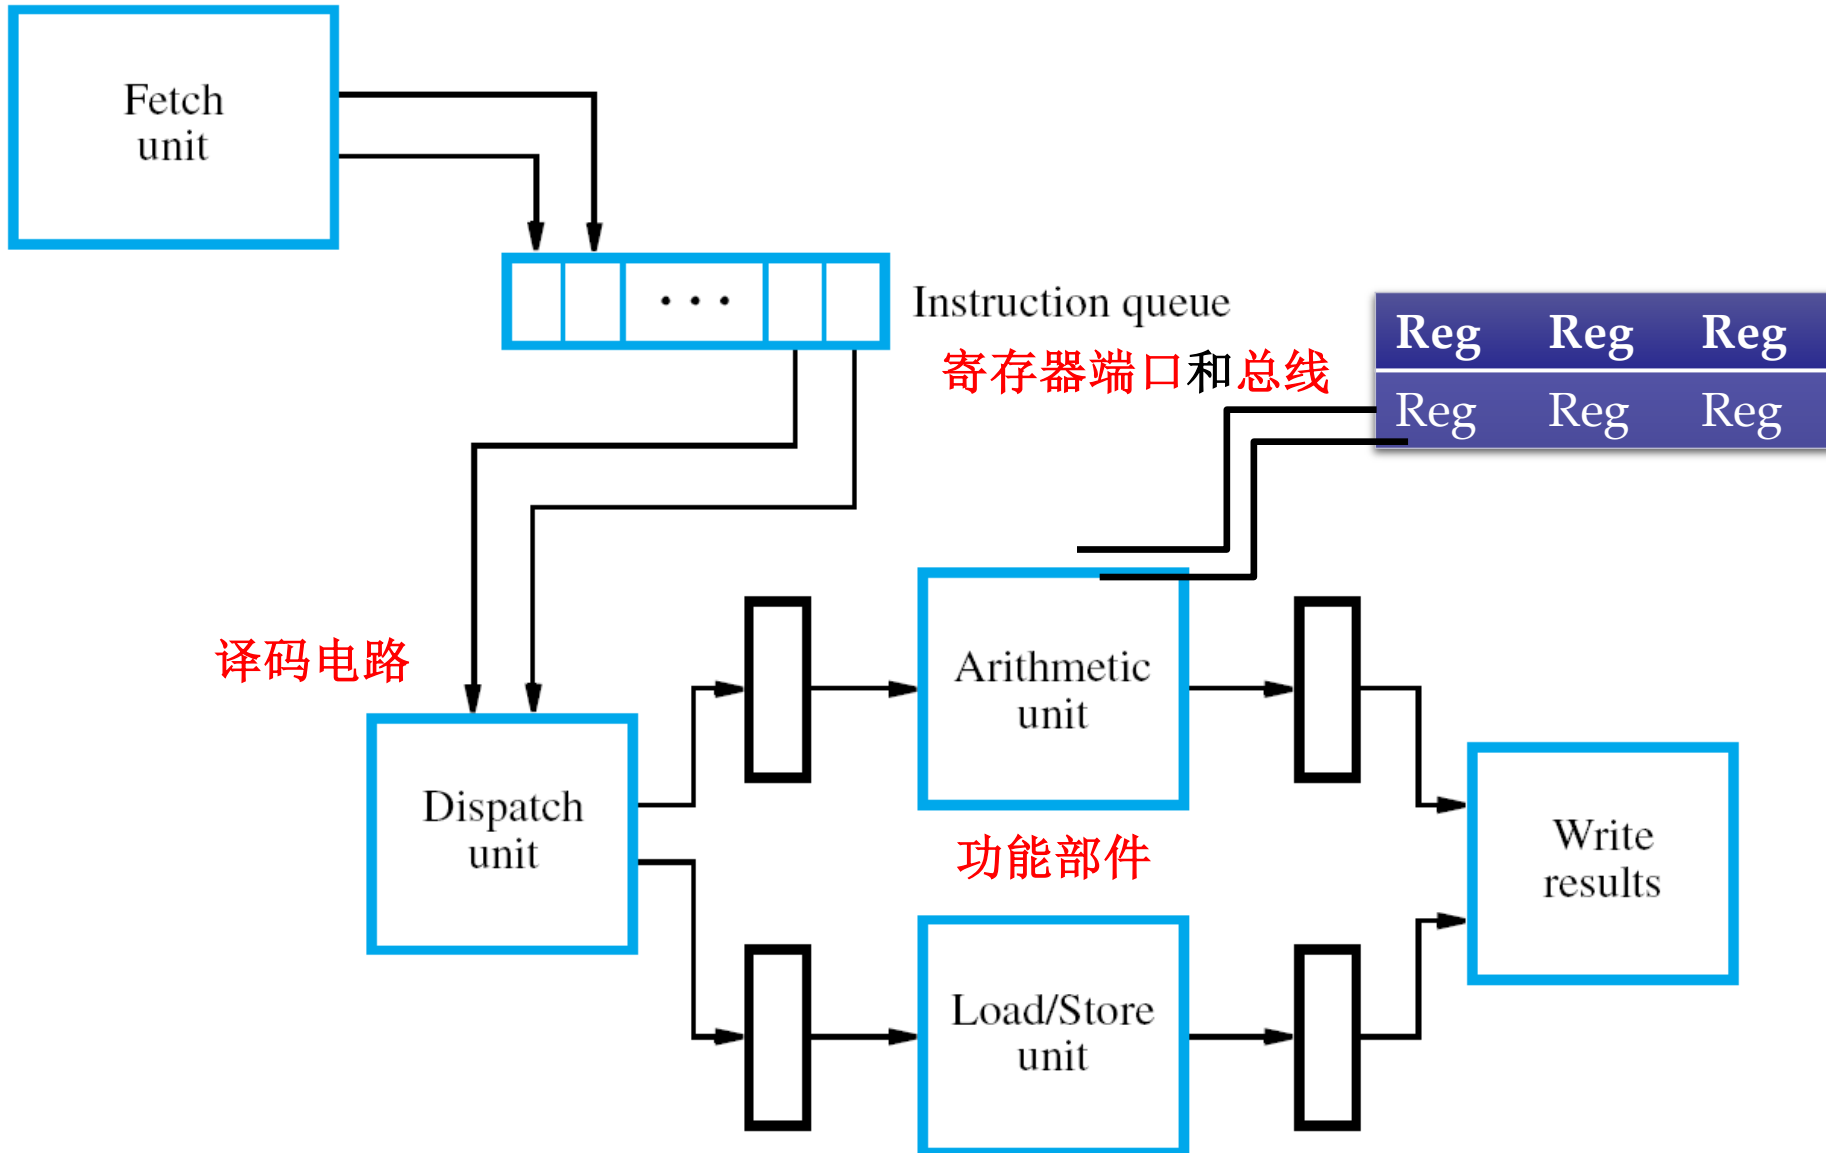 Fetch
unit
Instruction queue
寄存器端口和总线
Reg Reg Reg
Reg Reg Reg
译码电路
Arithmetic
unit
Dispatch
unit
功能部件
Write
results
Load/Store
unit